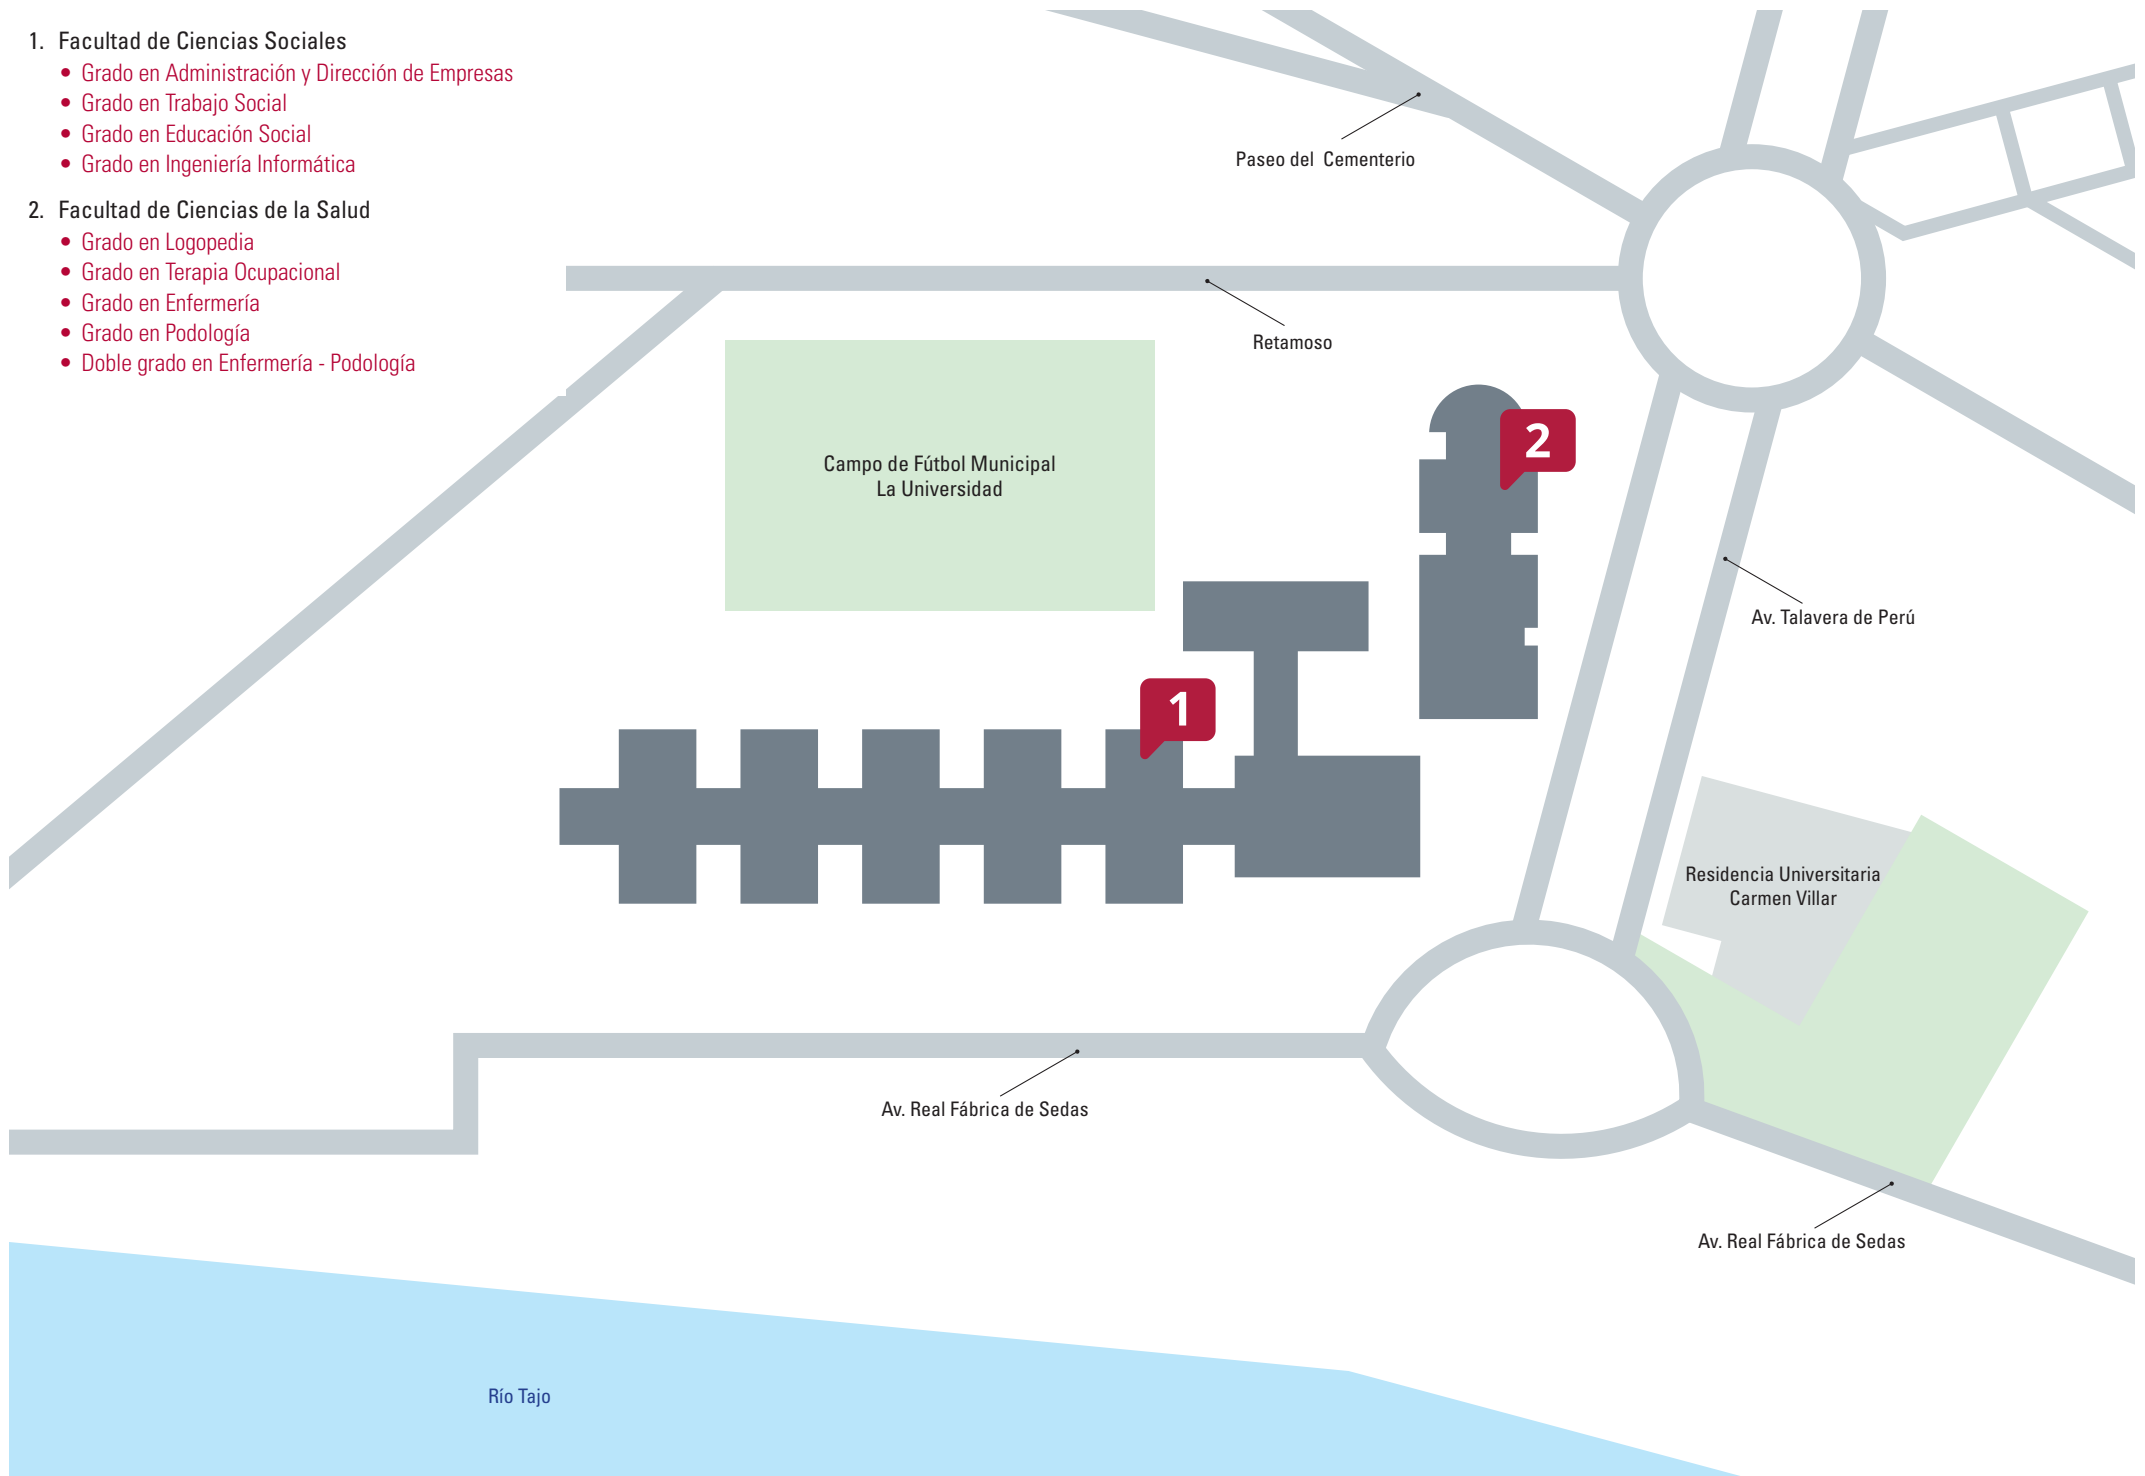 1. Facultad de Ciencias Sociales
• Grado en Administración y Dirección de Empresas
• Grado en Trabajo Social
• Grado en Educación Social
• Grado en Ingeniería Informática
2. Facultad de Ciencias de la Salud
• Grado en Logopedia
• Grado en Terapia Ocupacional
• Grado en Enfermería
• Grado en Podología
• Doble grado en Enfermería - Podología
Paseo del Cementerio
Retamoso
2
Campo de Fútbol Municipal
La Universidad
Av. Talavera de Perú
1
Residencia Universitaria
Carmen Villar
Av. Real Fábrica de Sedas
Av. Real Fábrica de Sedas
Río Tajo